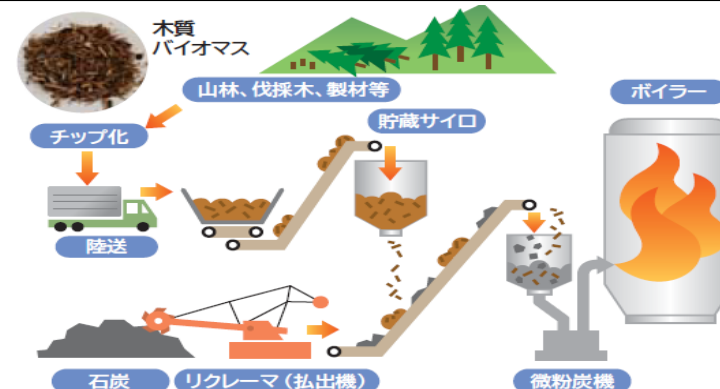 木質
バイオマス
山林、伐採木、製材等
ボイラー
チップ化
貯蔵サイロ
陸送
石炭
リクレーマ（払出機）
微粉炭機